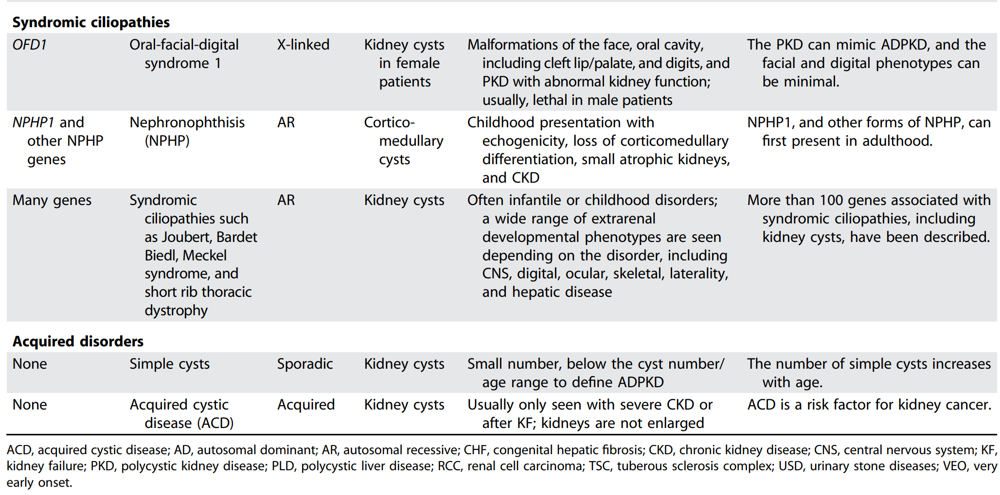 Syndromic ciliopathies
OFD1 Oral-facial-digital X-linked Kidney cysts Malformations of the face, oral cavity, The PKD can mimic ADPKD, and the
syndrome 1 in female including cleft lip/palate, and digits, and facial and digital phenotypes can
patients PKD with abnormal kidney function; be minimal.
usually, lethal in male patients
NPHP1 and Nephronophthisis AR Cortico- Childhood presentation with NPHP1, and other forms of NPHP, can
other NPHP (NPHP) medullary echogenicity, loss of corticomedullary first present in adulthood.
genes cysts differentiation, small atrophic kidneys,
and CKD
Many genes Syndromic AR Kidney cysts Often infantile or childhood disorders; More than 100 genes associated with
ciliopathies such a wide range of extrarenal syndromic ciliopathies, including
as Joubert, Bardet developmental phenotypes are seen kidney cysts, have been described.
Biedl, Meckel depending on the disorder, including
syndrome, and CNS, digital, ocular, skeletal, laterality,
short rib thoracic and hepatic disease
dystrophy
Acquired disorders
None Simple cysts Sporadic Kidney cysts Small number, below the cyst number/ The number of simple cysts increases
age range to define ADPKD with age.
None Acquired cystic Acquired Kidney cysts Usually only seen with severe CKD or ACD is a risk factor for kidney cancer.
disease (ACD) after KF; kidneys are not enlarged
ACD, acquired cystic disease; AD, autosomal dominant; AR, autosomal recessive; CHF, congenital hepatic fibrosis; CKD, chronic kidney disease; CNS, central nervous system; KF,
kidney failure; PKD, polycystic kidney disease; PLD, polycystic liver disease; RCC, renal cell carcinoma; TSC, tuberous sclerosis complex; USD, urinary stone diseases; VEO, very
early onset.